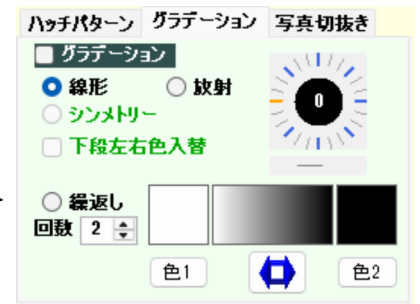 ハッチパターン グラデーション 写真切抜き
グラデーション
線形 放射
シンメトリー
下段左右色入替
0
繰返し
回数 2
色1 色2